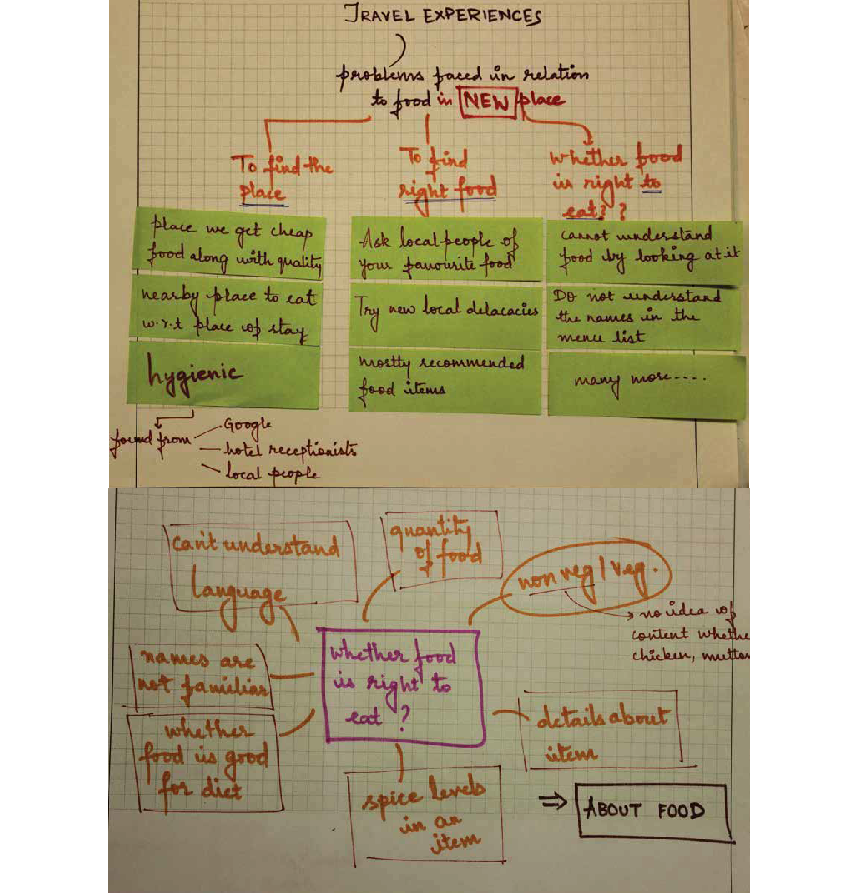 TRAVEL EXPERIENCES
problems faced in relation
to food in NEW place
To find the
place
To find
right food
Whether food
is right to
eat? ?
place we get cheap
food along with quality
nearby place to eat
w.r.t place of stay
hygienic
Ask local people of
your favourite food
Try new local delacacies
mostly recommended
food items
cannot understand
food by looking at it
Do not understand
the names in the
menu list
many more.....
found from
Google
hotel receptionists
local people
can't understand
language
quantity
of food
non veg / veg.
no idea of
content whethe
chicken, mutton
names are
not familiar
whether food
is right to
eat ?
whether
food is good
for diet
details about
item
spice levels
in an
item
⇒ ABOUT FOOD